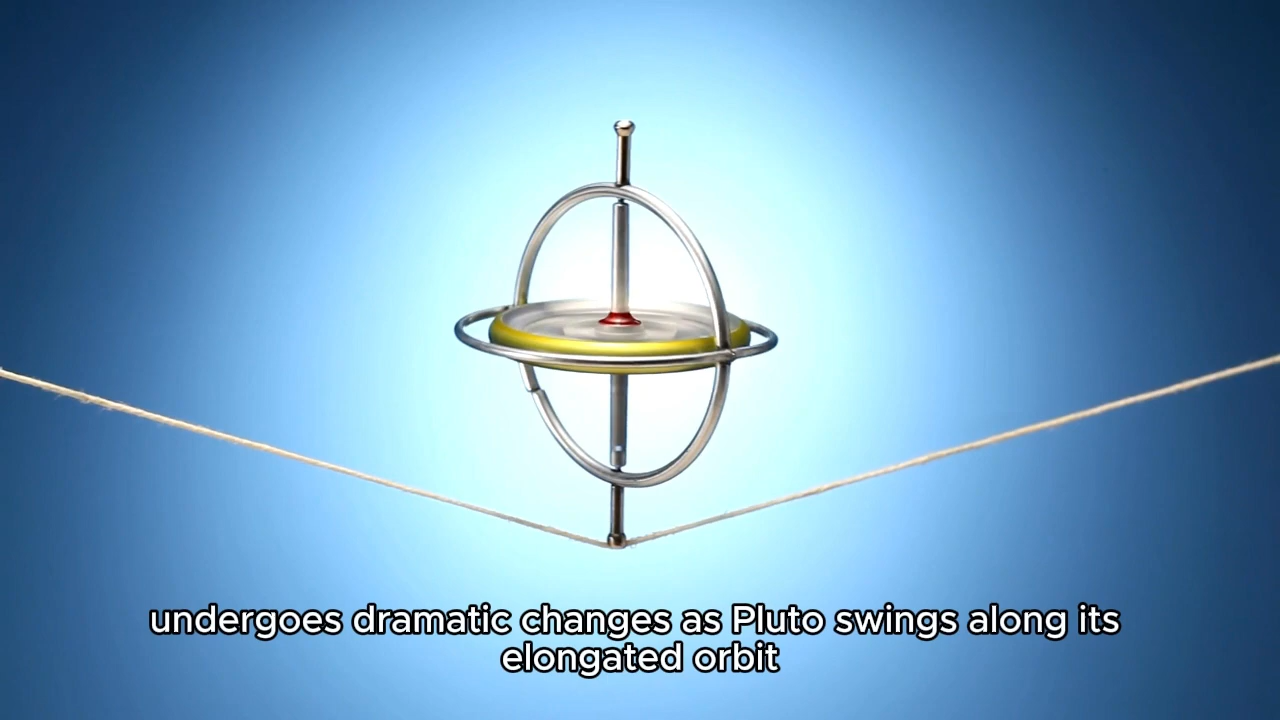 undergoes dramatic changes as Pluto swings along its
elongated orbit